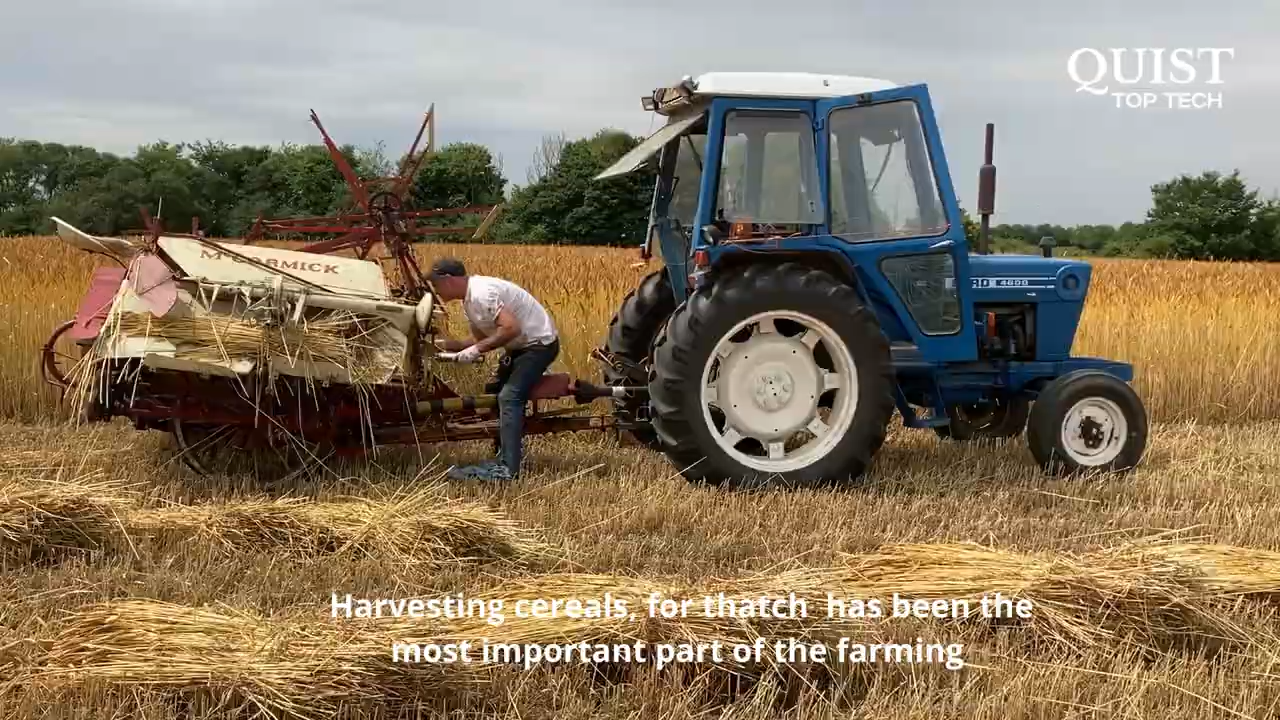 QUIST
TOP TECH
McCORMICK
4600
Harvesting cereals, for thatch has been the
most important part of the farming